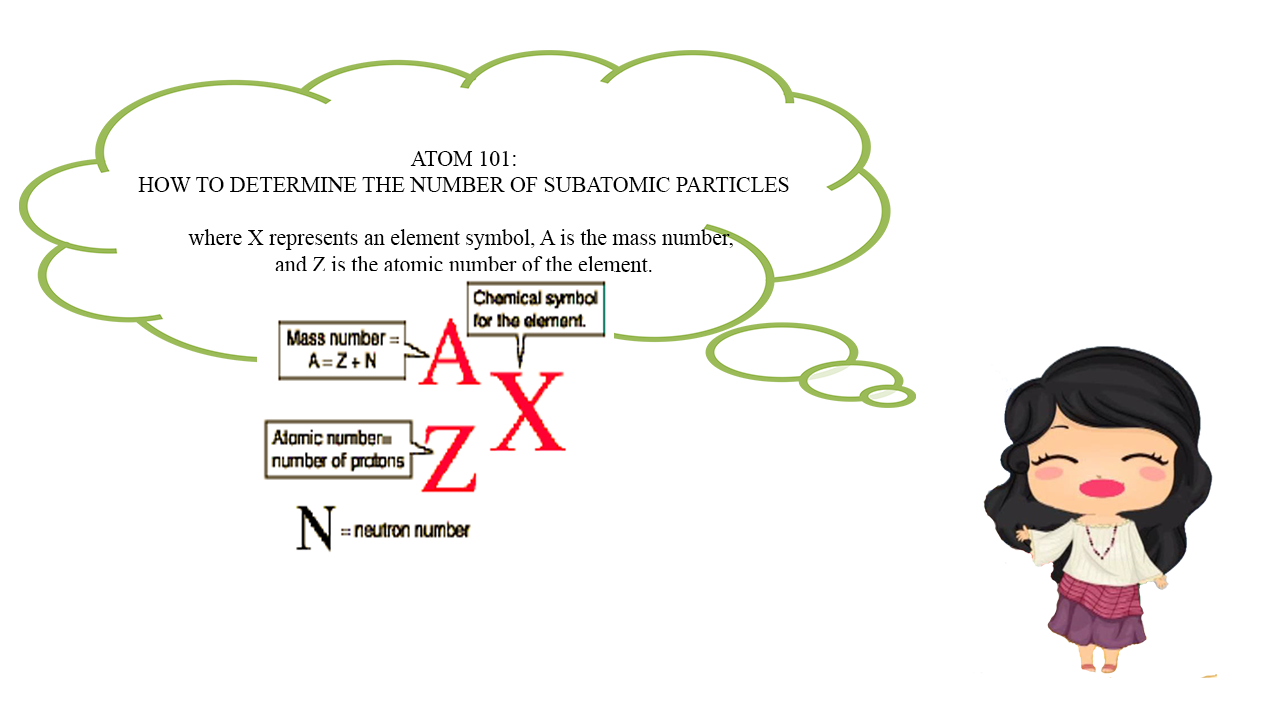 ATOM 101:
HOW TO DETERMINE THE NUMBER OF SUBATOMIC PARTICLES
where X represents an element symbol, A is the mass number,
and Z is the atomic number of the element.
Chemical symbol
for the element.
Mass number =
A = Z + N
A
X
Atomic number=
number of protons
Z
N = neutron number